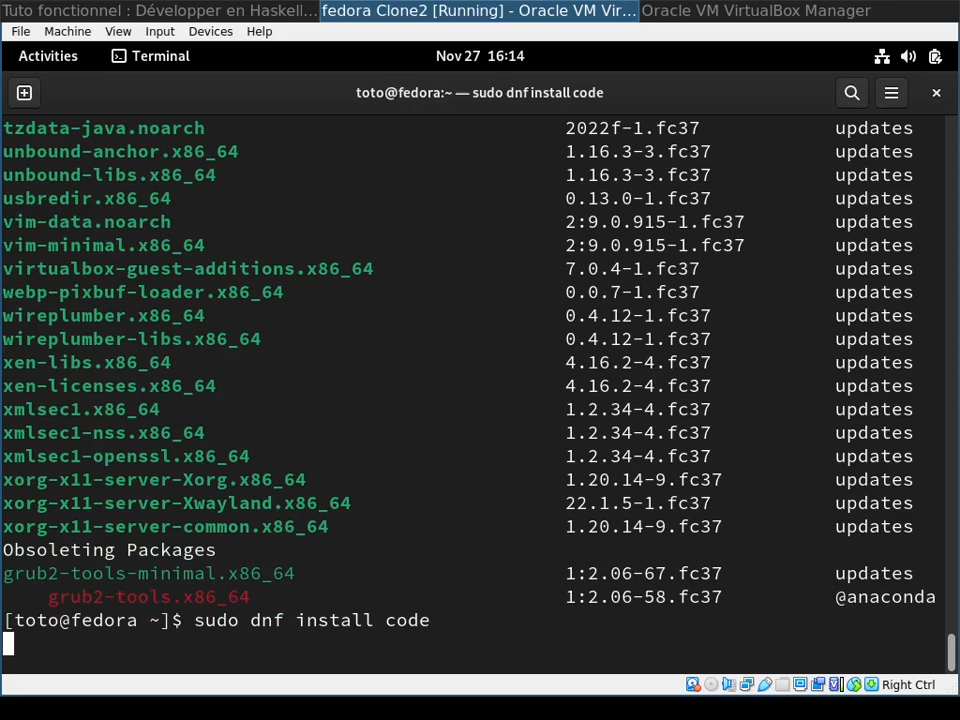 Tuto fonctionnel : Développer en Haskell... fedora Clone2 [Running] - Oracle VM Vir... Oracle VM VirtualBox Manager
File Machine View Input Devices Help
Activities Terminal Nov 27 16:14
toto@fedora:~ — sudo dnf install code
tzdata-java.noarch 2022f-1.fc37 updates
unbound-anchor.x86_64 1.16.3-3.fc37 updates
unbound-libs.x86_64 1.16.3-3.fc37 updates
usbredir.x86_64 0.13.0-1.fc37 updates
vim-data.noarch 2:9.0.915-1.fc37 updates
vim-minimal.x86_64 2:9.0.915-1.fc37 updates
virtualbox-guest-additions.x86_64 7.0.4-1.fc37 updates
webp-pixbuf-loader.x86_64 0.0.7-1.fc37 updates
wireplumber.x86_64 0.4.12-1.fc37 updates
wireplumber-libs.x86_64 0.4.12-1.fc37 updates
xen-libs.x86_64 4.16.2-4.fc37 updates
xen-licenses.x86_64 4.16.2-4.fc37 updates
xmlsec1.x86_64 1.2.34-4.fc37 updates
xmlsec1-nss.x86_64 1.2.34-4.fc37 updates
xmlsec1-openssl.x86_64 1.2.34-4.fc37 updates
xorg-x11-server-Xorg.x86_64 1.20.14-9.fc37 updates
xorg-x11-server-Xwayland.x86_64 22.1.5-1.fc37 updates
xorg-x11-server-common.x86_64 1.20.14-9.fc37 updates
Obsoleting Packages
grub2-tools-minimal.x86_64 1:2.06-67.fc37 updates
grub2-tools.x86_64 1:2.06-58.fc37 @anaconda
[toto@fedora ~]$ sudo dnf install code
Right Ctrl